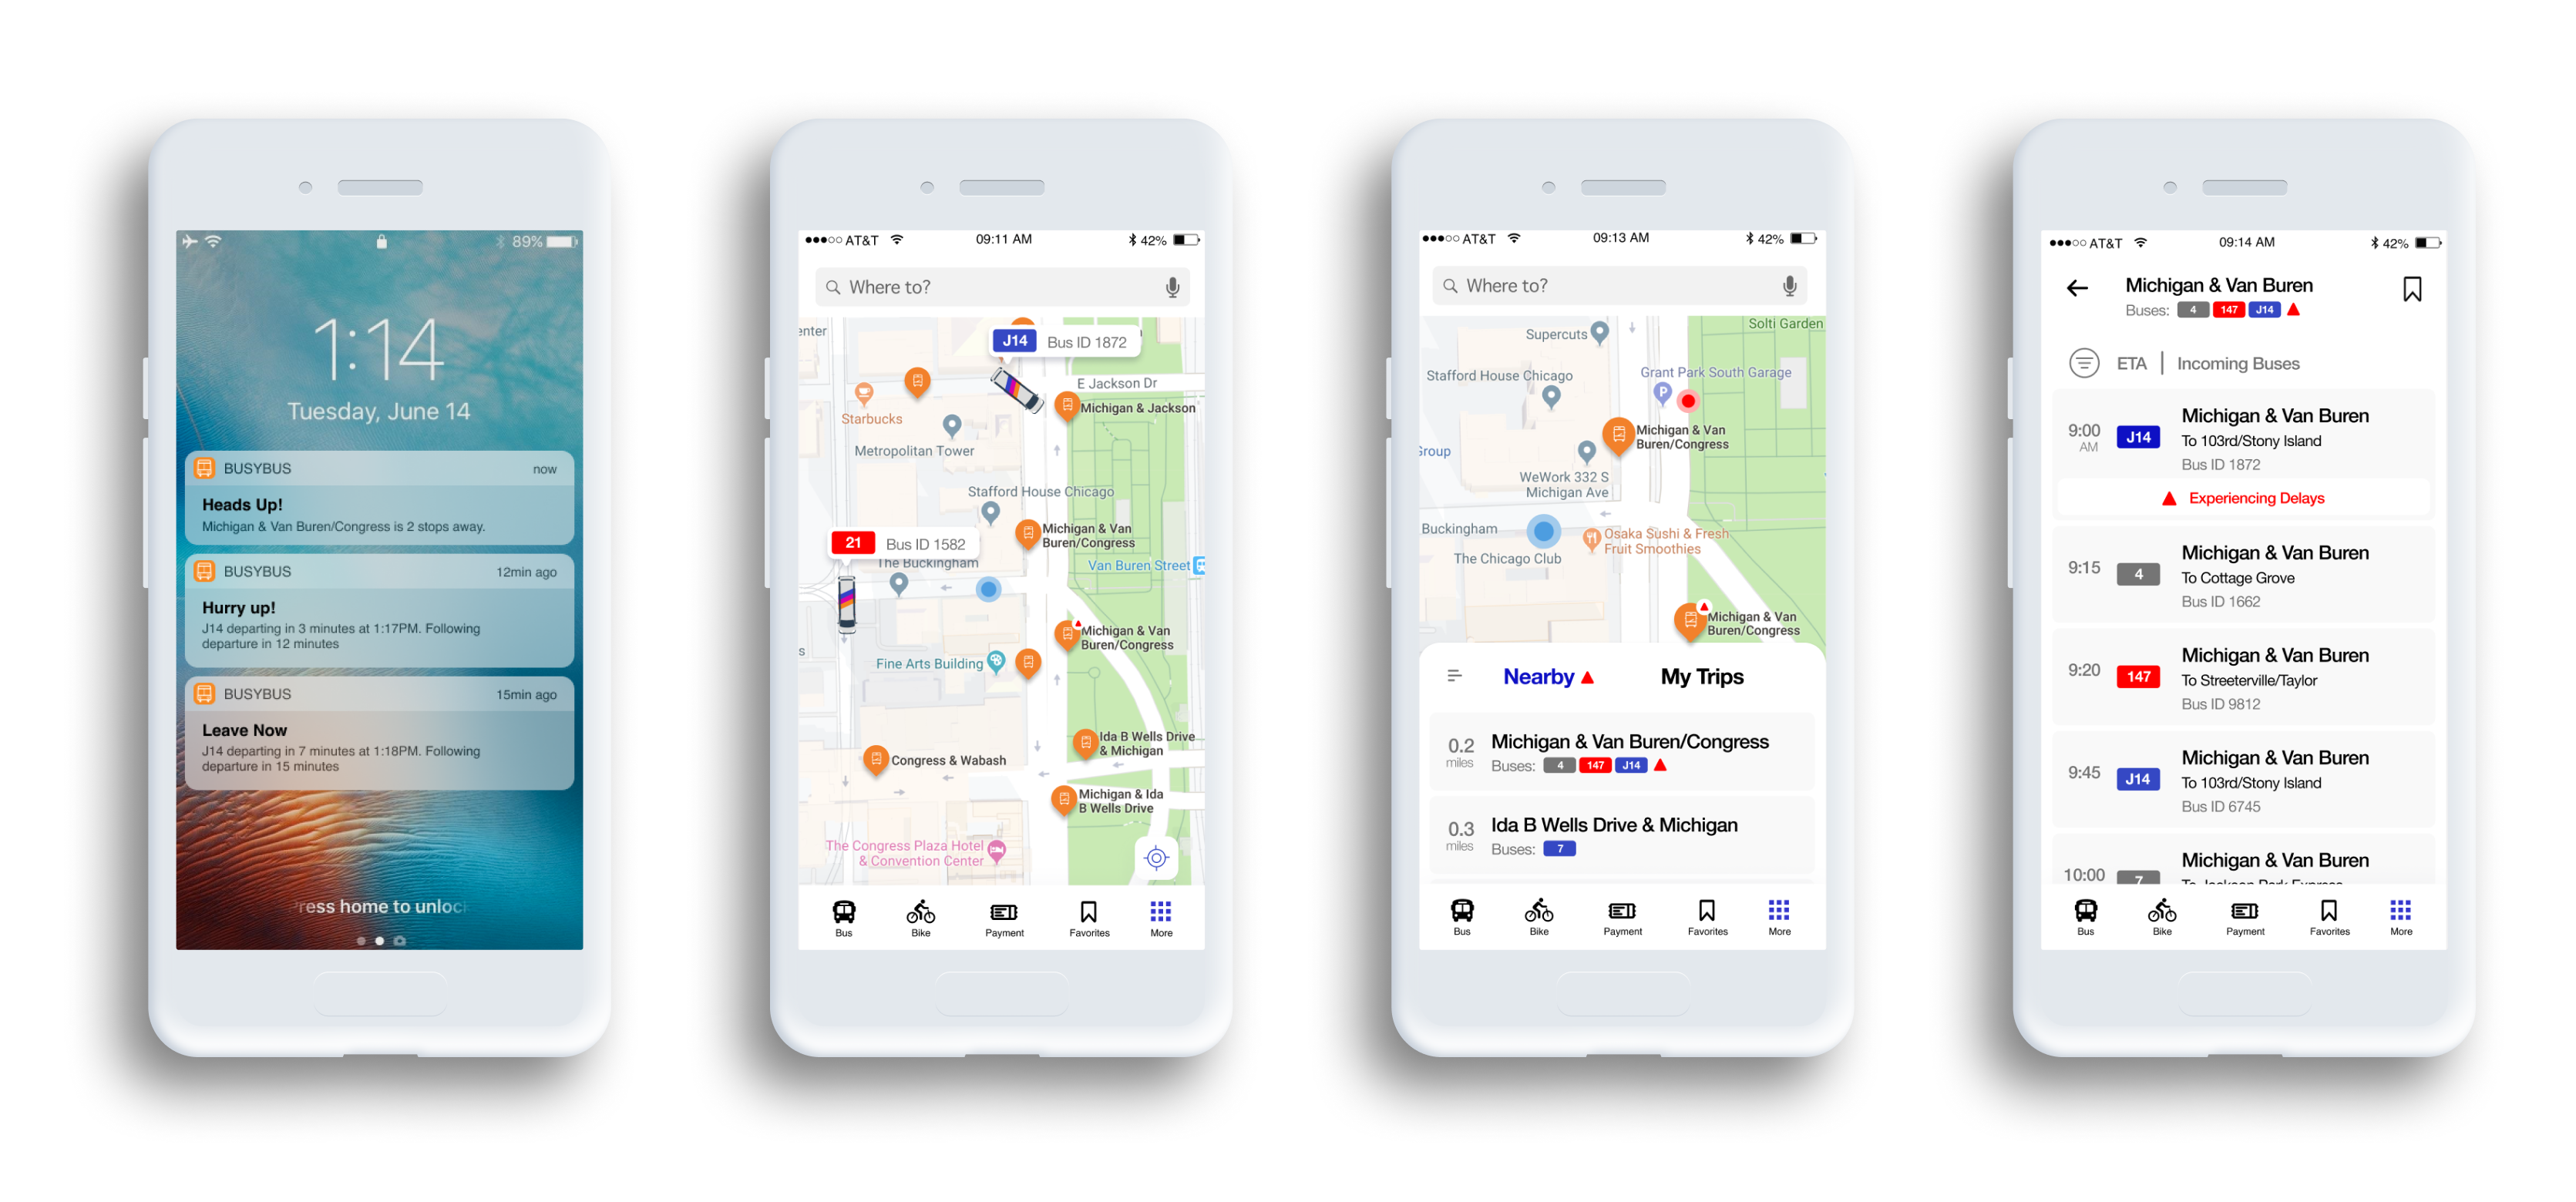 89%
1:14
Tuesday, June 14
BUSYBUS now
Heads Up!
Michigan & Van Buren/Congress is 2 stops away.
BUSYBUS 12min ago
Hurry up!
J14 departing in 3 minutes at 1:17PM. Following
departure in 12 minutes
BUSYBUS 15min ago
Leave Now
J14 departing in 7 minutes at 1:18PM. Following
departure in 15 minutes
ress home to unloc
AT&T 09:11 AM 42%
Where to?
enter
J14 Bus ID 1872
E Jackson Dr
Michigan & Jackson
Starbucks
Metropolitan Tower
Stafford House Chicago
Michigan & Van
Buren/Congress
21 Bus ID 1582
The Buckingham
Van Buren Street
Michigan & Van
Buren/Congress
s
Fine Arts Building
Ida B Wells Drive
& Michigan
Congress & Wabash
Michigan & Ida
B Wells Drive
The Congress Plaza Hotel
& Convention Center
Bus Bike Payment Favorites More
AT&T 09:13 AM 42%
Where to?
Solti Garden
Supercuts
Stafford House Chicago
Grant Park South Garage
P
Michigan & Van
Buren/Congress
Group
WeWork 332 S
Michigan Ave
Buckingham
Osaka Sushi & Fresh
Fruit Smoothies
The Chicago Club
Michigan & Van
Buren/Congress
Nearby My Trips
0.2 miles
Michigan & Van Buren/Congress
Buses: 4 147 J14
0.3 miles
Ida B Wells Drive & Michigan
Buses: 7
Bus Bike Payment Favorites More
AT&T 09:14 AM 42%
Michigan & Van Buren
Buses: 4 147 J14
ETA | Incoming Buses
9:00 AM J14
Michigan & Van Buren
To 103rd/Stony Island
Bus ID 1872
Experiencing Delays
9:15 4
Michigan & Van Buren
To Cottage Grove
Bus ID 1662
9:20 147
Michigan & Van Buren
To Streeterville/Taylor
Bus ID 9812
9:45 J14
Michigan & Van Buren
To 103rd/Stony Island
Bus ID 6745
10:00 7
Michigan & Van Buren
To Jackson Park Express
Bus Bike Payment Favorites More